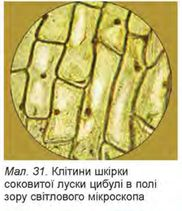 Мал. 31. Клітини шкірки
соковитої луски цибулі в полі
зору світлового мікроскопа